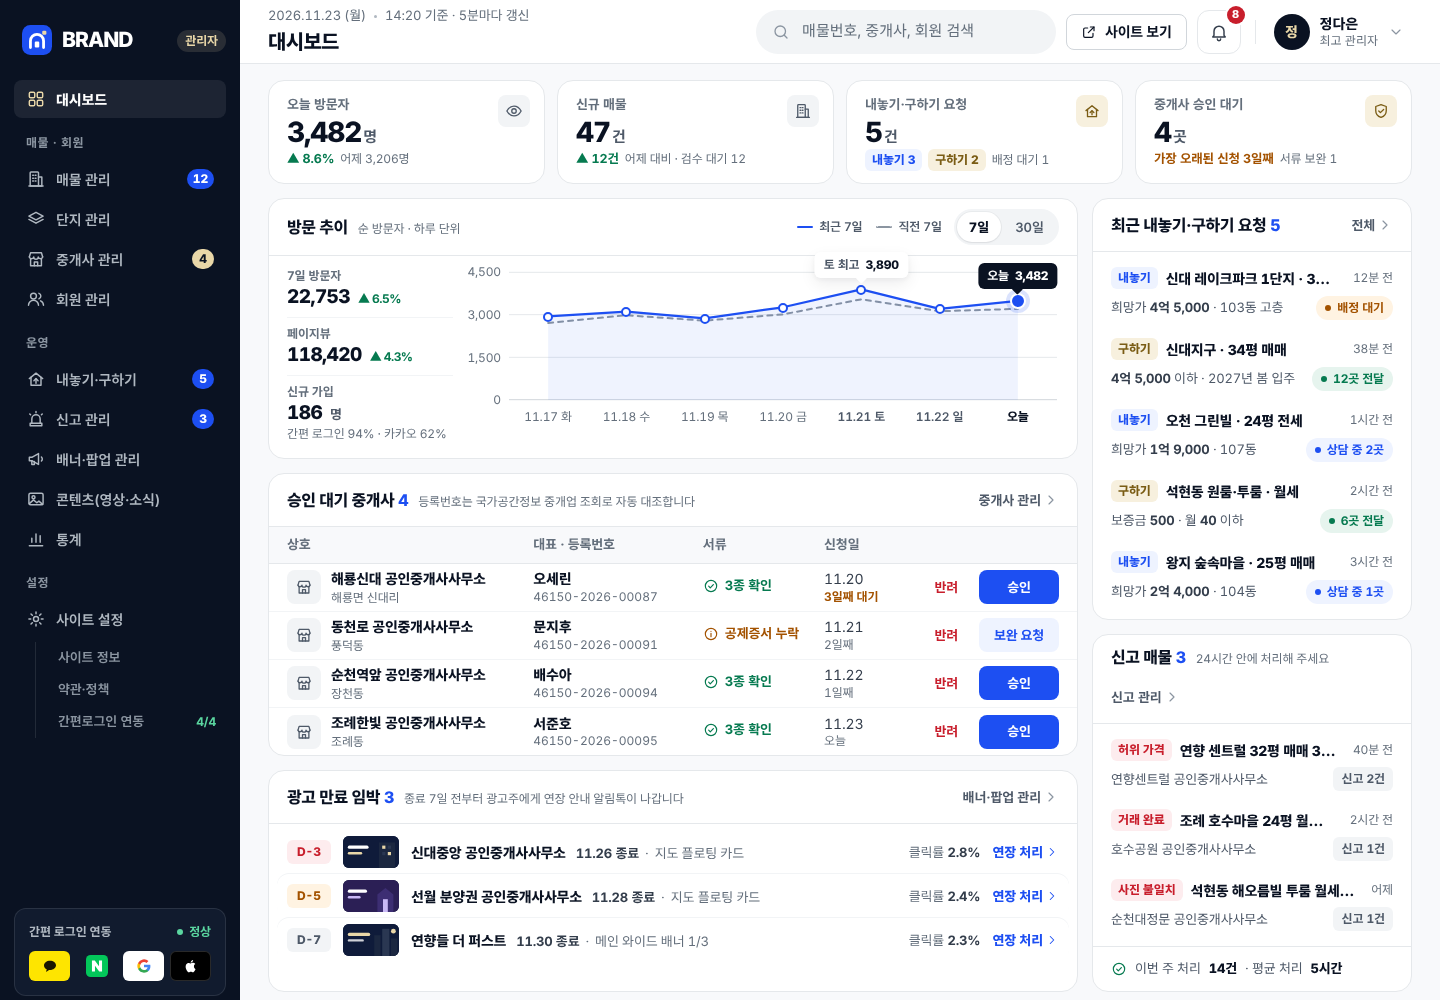 BRAND
관리자
대시보드
매물 · 회원
매물 관리 12
단지 관리
중개사 관리 4
회원 관리
운영
내놓기·구하기 5
신고 관리 3
배너·팝업 관리
콘텐츠(영상·소식)
통계
설정
사이트 설정
사이트 정보
약관·정책
간편로그인 연동 4/4
간편 로그인 연동 정상
N G
2026.11.23 (월) 14:20 기준 · 5분마다 갱신
대시보드
매물번호, 중개사, 회원 검색
사이트 보기
8
정
정다은
최고 관리자
오늘 방문자
3,482명
▲ 8.6% 어제 3,206명
신규 매물
47건
▲ 12건 어제 대비 · 검수 대기 12
내놓기·구하기 요청
5건
내놓기 3 구하기 2 배정 대기 1
중개사 승인 대기
4곳
가장 오래된 신청 3일째 서류 보완 1
방문 추이 순 방문자 · 하루 단위
최근 7일 직전 7일 7일 30일
7일 방문자
22,753 ▲ 6.5%
페이지뷰
118,420 ▲ 4.3%
신규 가입
186 명
간편 로그인 94% · 카카오 62%
4,500
3,000
1,500
0
토 최고 3,890
오늘 3,482
11.17 화 11.18 수 11.19 목 11.20 금 11.21 토 11.22 일 오늘
승인 대기 중개사 4 등록번호는 국가공간정보 중개업 조회로 자동 대조합니다
중개사 관리
상호 대표 · 등록번호 서류 신청일
해룡신대 공인중개사사무소 오세린 3종 확인 11.20 반려 승인
해룡면 신대리 46150-2026-00087 3일째 대기
동천로 공인중개사사무소 문지후 공제증서 누락 11.21 반려 보완 요청
풍덕동 46150-2026-00091 2일째
순천역앞 공인중개사사무소 배수아 3종 확인 11.22 반려 승인
장천동 46150-2026-00094 1일째
조례한빛 공인중개사사무소 서준호 3종 확인 11.23 반려 승인
조례동 46150-2026-00095 오늘
광고 만료 임박 3 종료 7일 전부터 광고주에게 연장 안내 알림톡이 나갑니다
배너·팝업 관리
D-3 신대중앙 공인중개사사무소 11.26 종료 · 지도 플로팅 카드 클릭률 2.8% 연장 처리
D-5 선월 분양권 공인중개사사무소 11.28 종료 · 지도 플로팅 카드 클릭률 2.4% 연장 처리
D-7 연향들 더 퍼스트 11.30 종료 · 메인 와이드 배너 1/3 클릭률 2.3% 연장 처리
최근 내놓기·구하기 요청 5 전체
내놓기 신대 레이크파크 1단지 · 3... 12분 전
희망가 4억 5,000 · 103동 고층 배정 대기
구하기 신대지구 · 34평 매매 38분 전
4억 5,000 이하 · 2027년 봄 입주 12곳 전달
내놓기 오천 그린빌 · 24평 전세 1시간 전
희망가 1억 9,000 · 107동 상담 중 2곳
구하기 석현동 원룸·투룸 · 월세 2시간 전
보증금 500 · 월 40 이하 6곳 전달
내놓기 왕지 숲속마을 · 25평 매매 3시간 전
희망가 2억 4,000 · 104동 상담 중 1곳
신고 매물 3 24시간 안에 처리해 주세요
신고 관리
허위 가격 연향 센트럴 32평 매매 3... 40분 전
연향센트럴 공인중개사사무소 신고 2건
거래 완료 조례 호수마을 24평 월... 2시간 전
호수공원 공인중개사사무소 신고 1건
사진 불일치 석현동 해오름빌 투룸 월세... 어제
순천대정문 공인중개사사무소 신고 1건
이번 주 처리 14건 · 평균 처리 5시간